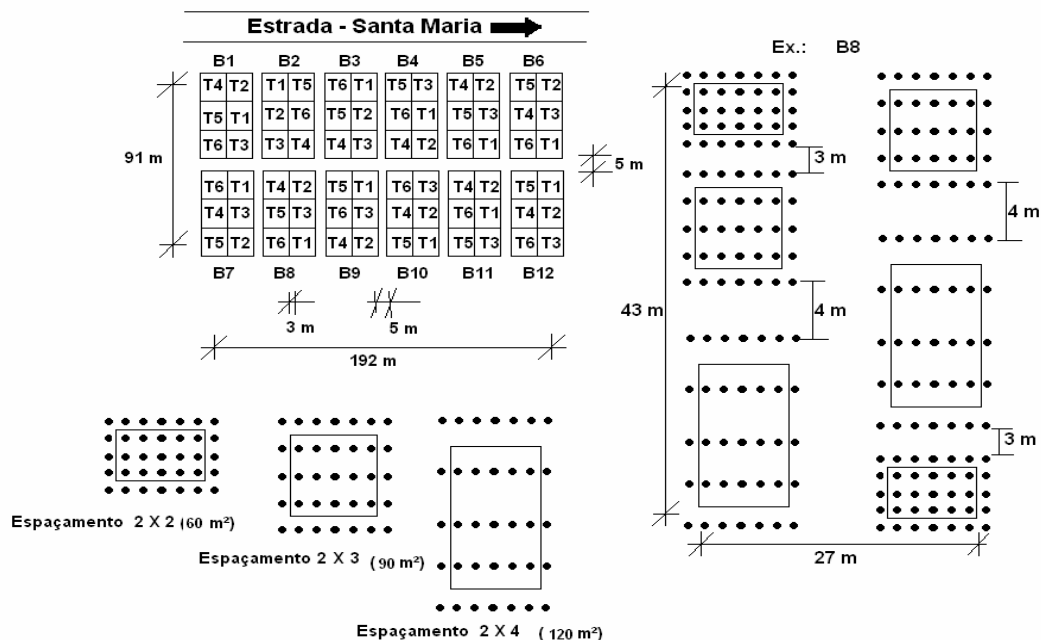 Estrada - Santa Maria
Ex.: B8
B1 B2 B3 B4 B5 B6
T4 T2 T1 T5 T6 T1 T5 T3 T4 T2 T5 T2
T5 T1 T2 T6 T5 T2 T6 T1 T5 T3 T4 T3
T6 T3 T3 T4 T4 T3 T4 T2 T6 T1 T6 T1
91 m
5 m
T6 T1 T4 T2 T5 T1 T6 T3 T4 T2 T5 T1
T4 T3 T5 T3 T6 T3 T4 T2 T6 T1 T4 T2
T5 T2 T6 T1 T4 T2 T5 T1 T5 T3 T6 T3
B7 B8 B9 B10 B11 B12
3 m
5 m
192 m
3 m
4 m
43 m
4 m
3 m
27 m
Espaçamento 2 X 2 (60 m²)
Espaçamento 2 X 3 (90 m²)
Espaçamento 2 X 4 (120 m²)